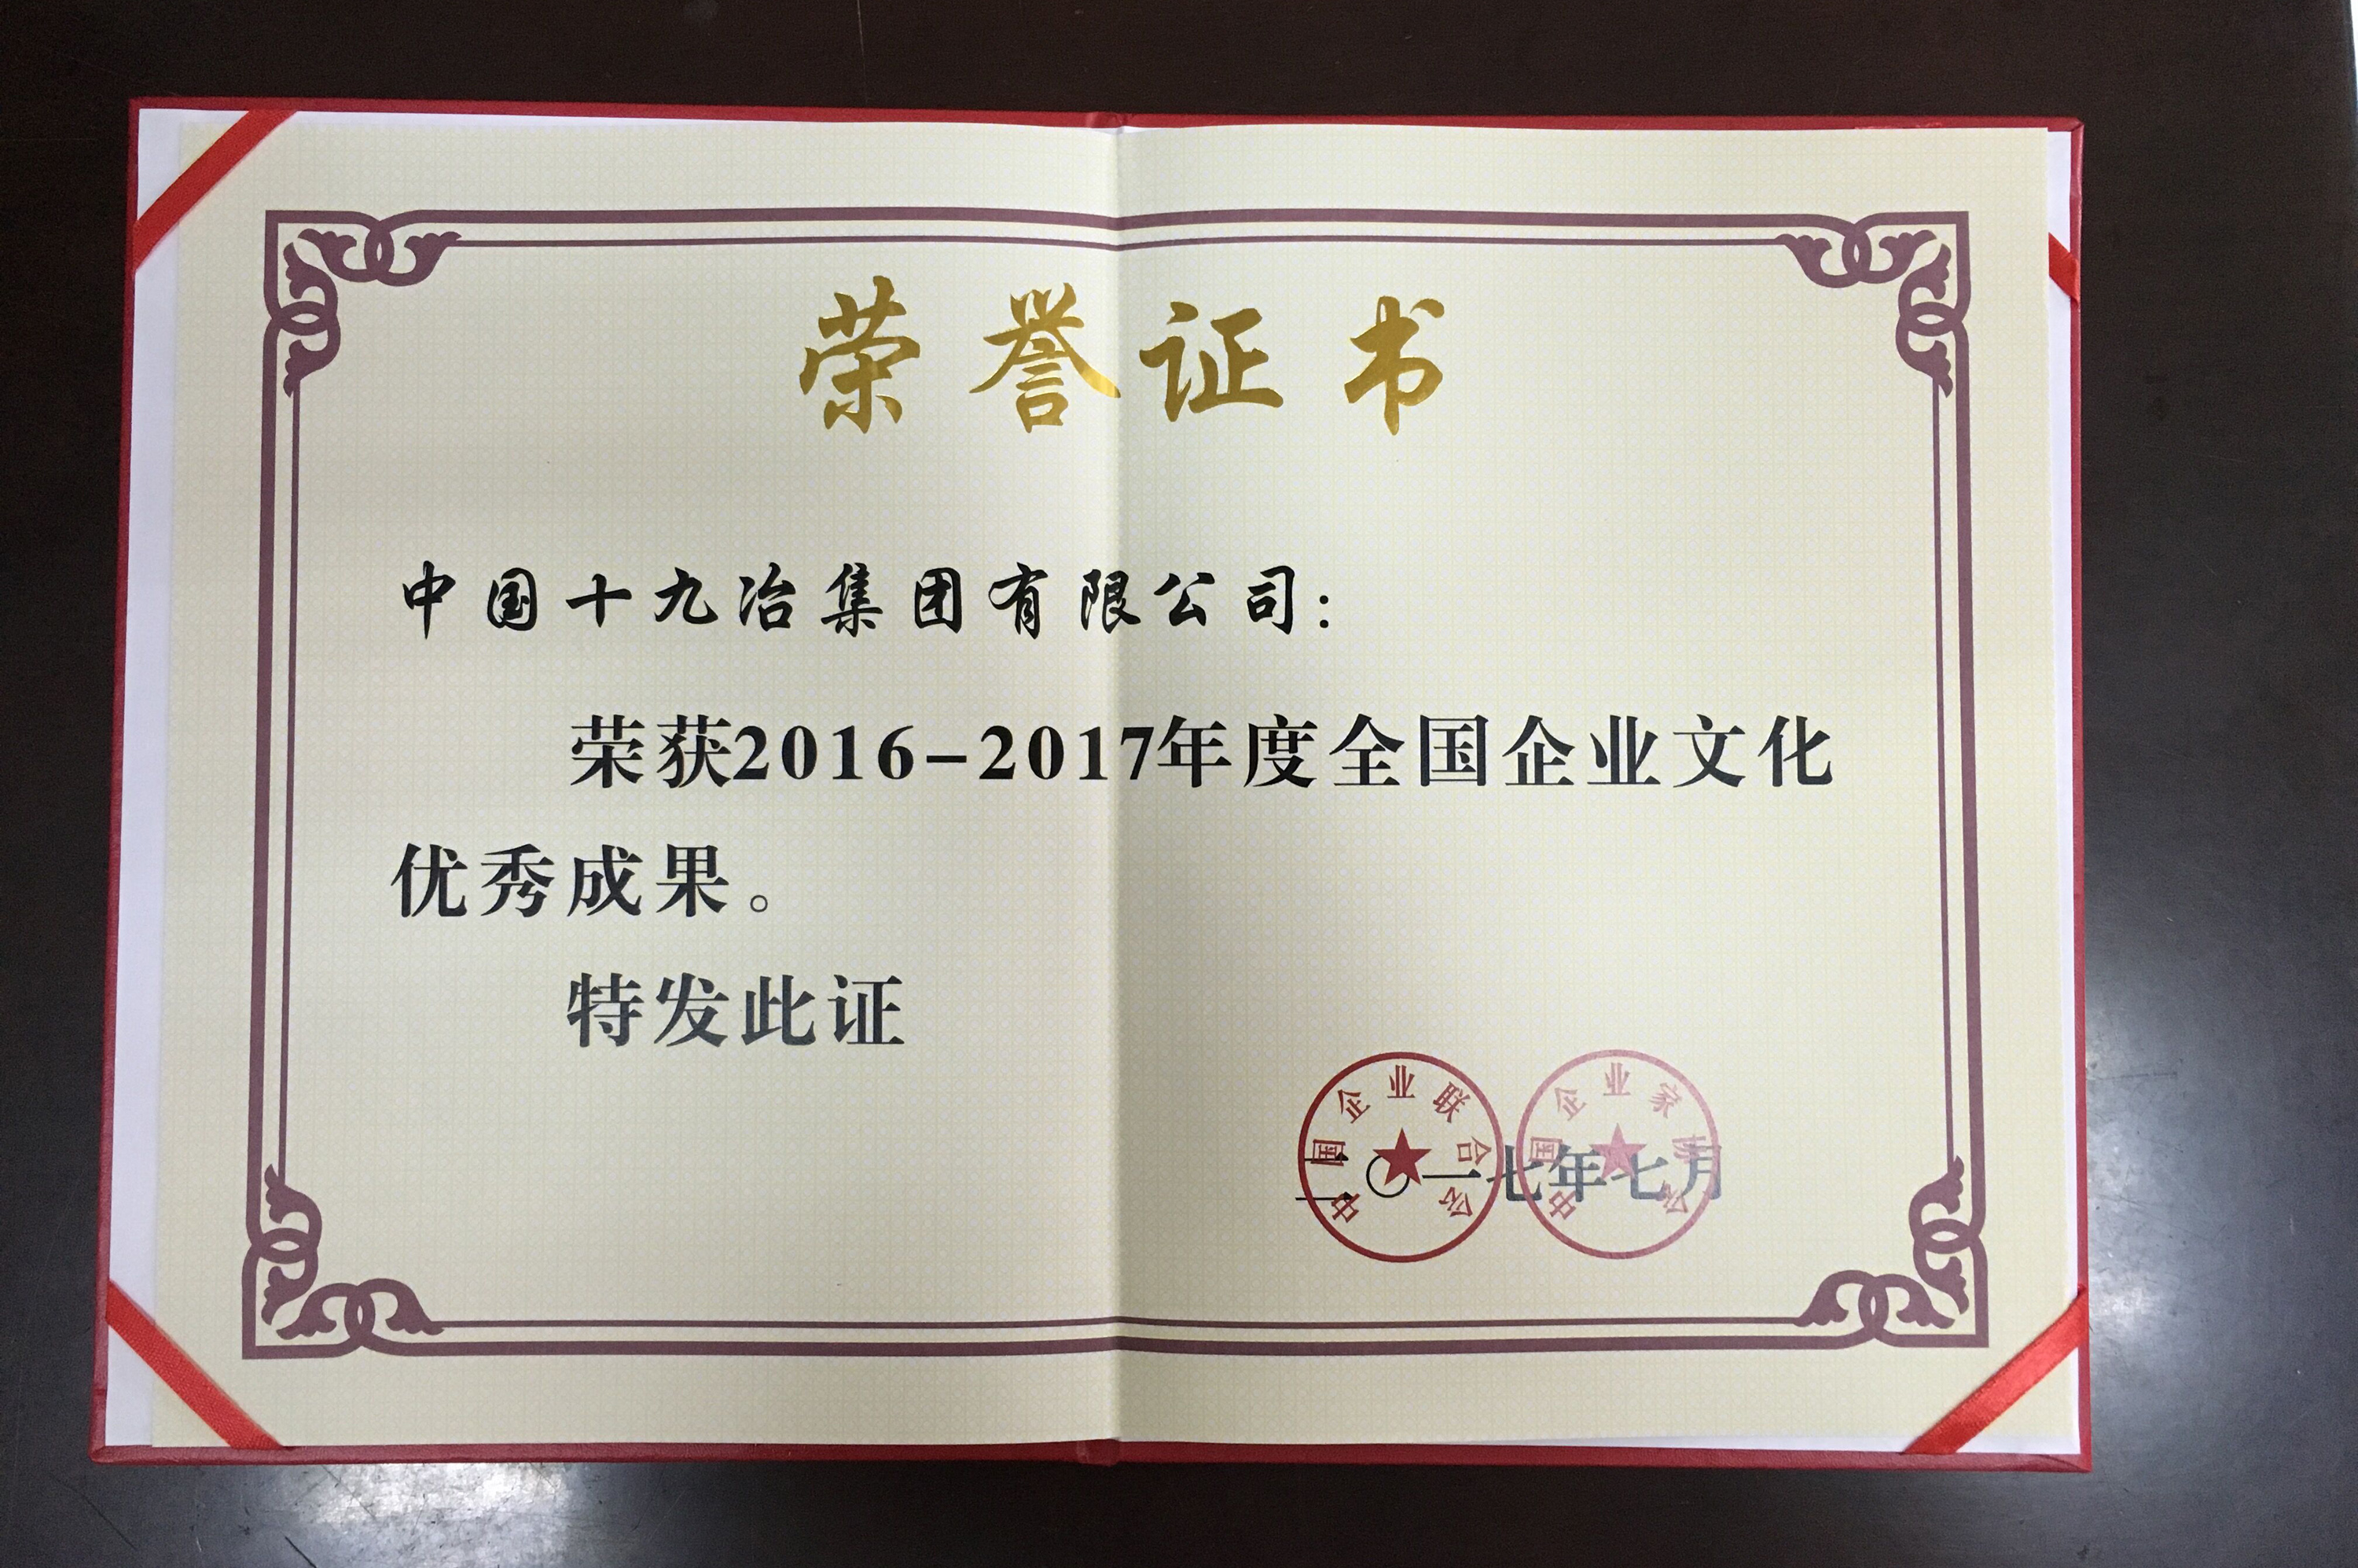 荣誉证书
中国十九冶集团有限公司：
荣获2016-2017年度全国企业文化
优秀成果。
特发此证
中国企业联合会
中国企业家协会
二〇一七年七月